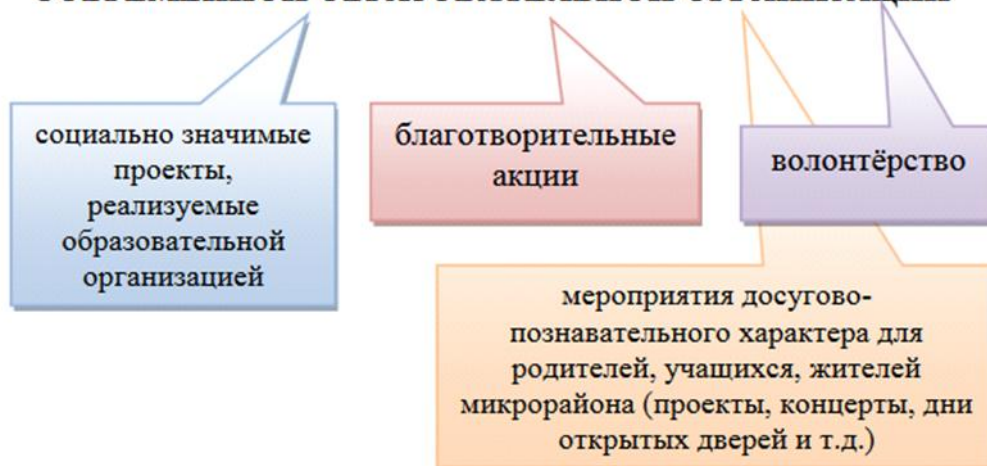 социально значимые
проекты,
реализуемые
образовательной
организацией
благотворительные
акции
волонтёрство
мероприятия досугово-
познавательного характера для
родителей, учащихся, жителей
микрорайона (проекты, концерты, дни
открытых дверей и т.д.)